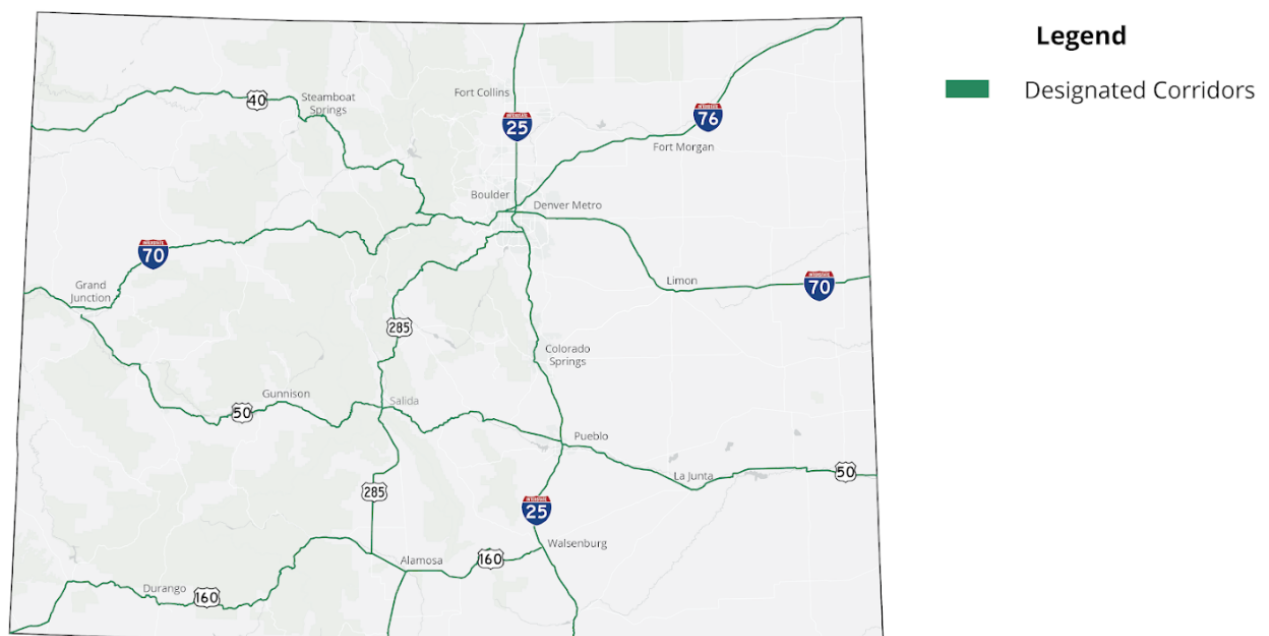 Legend
Designated Corridors
40
Steamboat
Springs
Fort Collins
25
76
Fort Morgan
Boulder
Denver Metro
70
Grand
Junction
Limon
70
285
Colorado
Springs
Gunnison
50
Salida
Pueblo
La Junta
50
285
25
Walsenburg
Alamosa
160
Durango
160